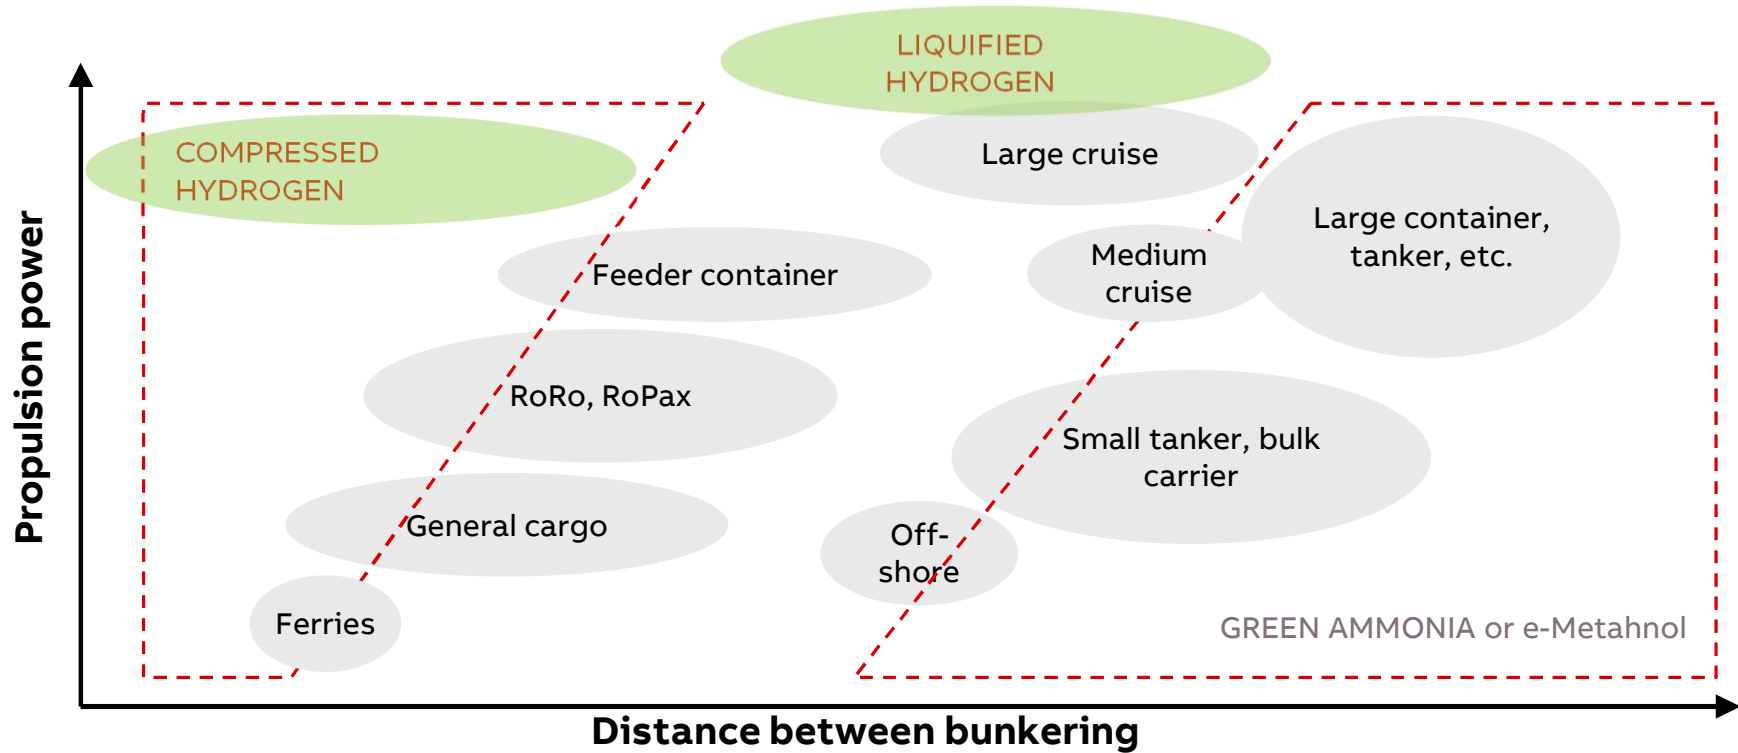 LIQUIFIED
HYDROGEN
COMPRESSED
HYDROGEN
Large cruise
Large container,
tanker, etc.
Medium
cruise
Feeder container
RoRo, RoPax
Small tanker, bulk
carrier
General cargo
Off-
shore
Ferries
GREEN AMMONIA or e-Metahnol
Propulsion power
Distance between bunkering